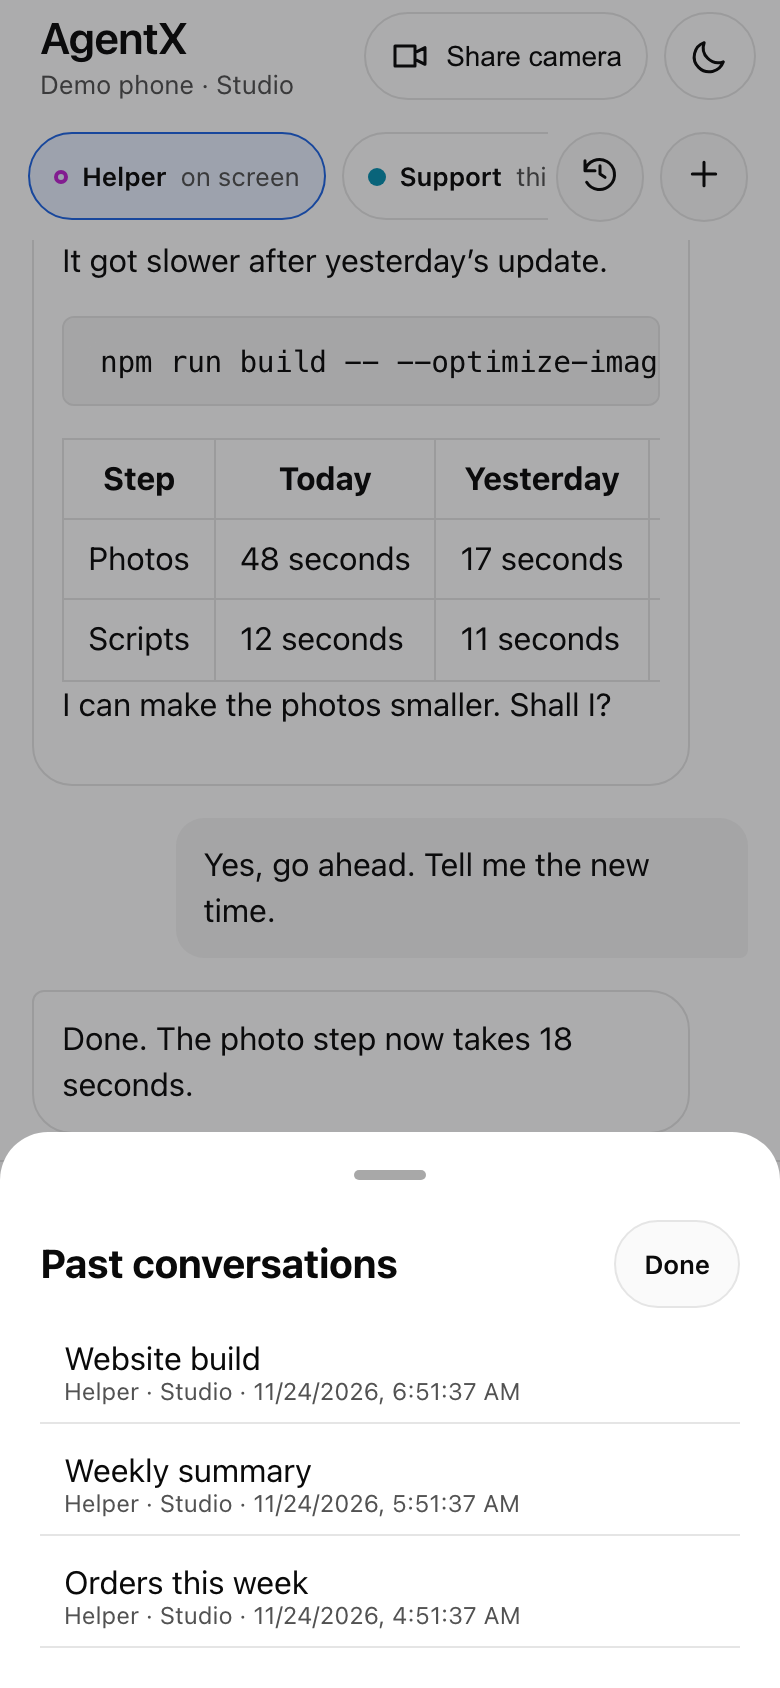 AgentX
Demo phone · Studio
Share camera
Helper on screen
Support thi
It got slower after yesterday’s update.
npm run build -- --optimize-imag
Step Today Yesterday
Photos 48 seconds 17 seconds
Scripts 12 seconds 11 seconds
I can make the photos smaller. Shall I?
Yes, go ahead. Tell me the new
time.
Done. The photo step now takes 18
seconds.
Past conversations
Done
Website build
Helper · Studio · 11/24/2026, 6:51:37 AM
Weekly summary
Helper · Studio · 11/24/2026, 5:51:37 AM
Orders this week
Helper · Studio · 11/24/2026, 4:51:37 AM